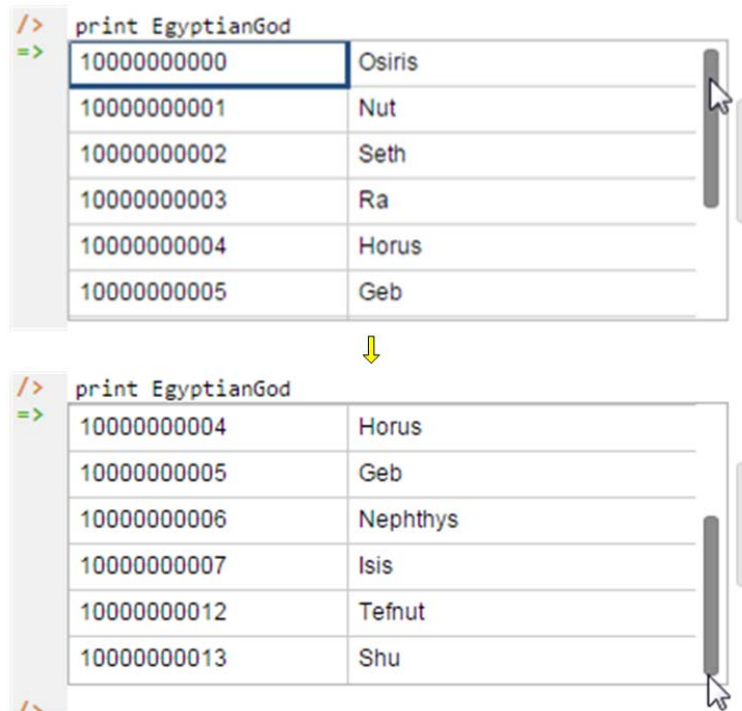 /> print EgyptianGod
=> 10000000000 Osiris
10000000001 Nut
10000000002 Seth
10000000003 Ra
10000000004 Horus
10000000005 Geb
/> print EgyptianGod
=> 10000000004 Horus
10000000005 Geb
10000000006 Nephthys
10000000007 Isis
10000000012 Tefnut
10000000013 Shu
/>